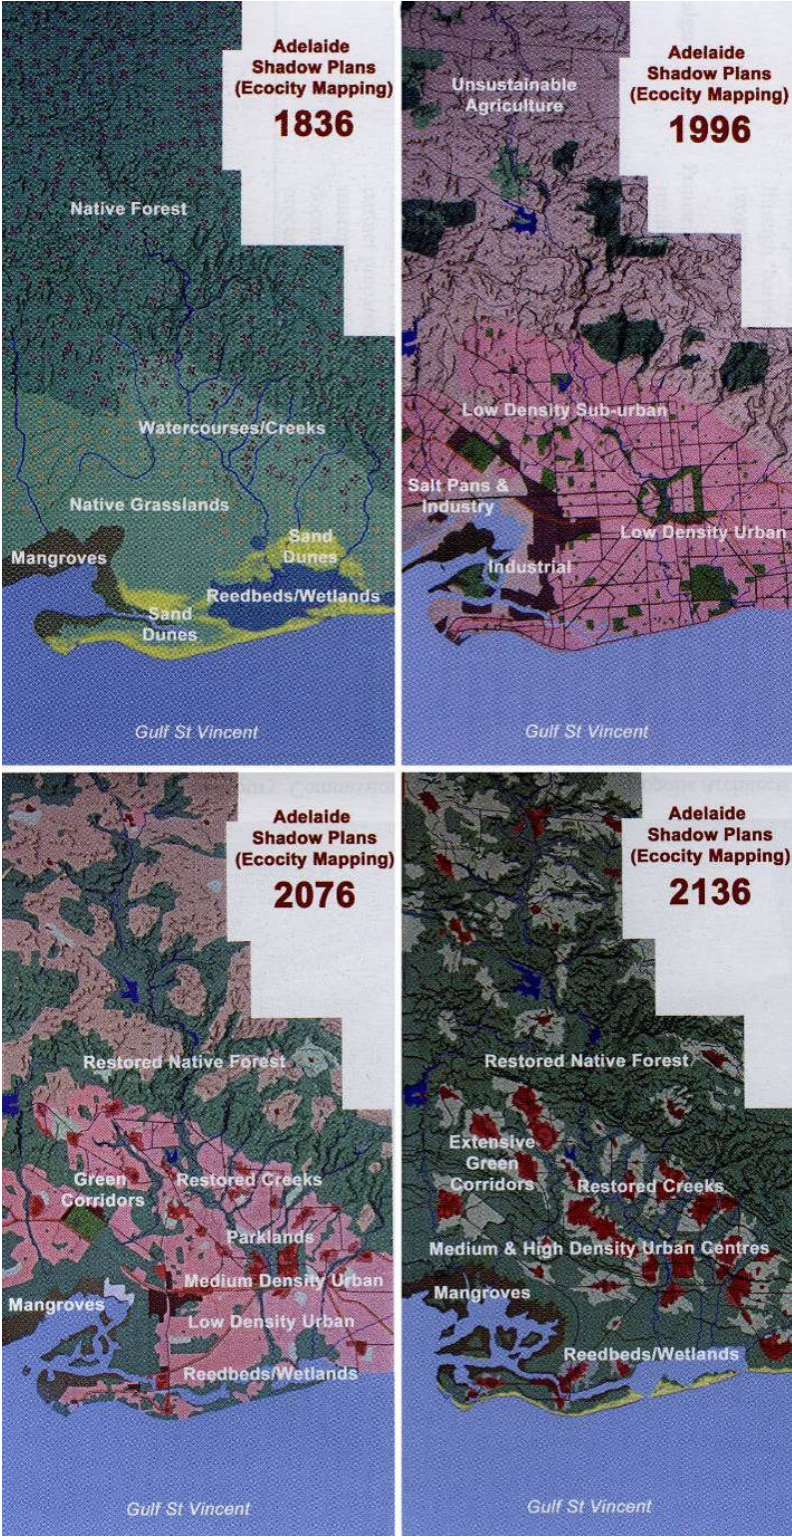 Adelaide
Shadow Plans
(Ecocity Mapping)
1836
Native Forest
Watercourses/Creeks
Native Grasslands
Sand
Dunes
Mangroves
Reedbeds/Wetlands
Sand
Dunes
Gulf St Vincent
Adelaide
Shadow Plans
(Ecocity Mapping)
1996
Unsustainable
Agriculture
Low Density Sub-urban
Salt Pans &
Industry
Low Density Urban
Industrial
Gulf St Vincent
Adelaide
Shadow Plans
(Ecocity Mapping)
2076
Restored Native Forest
Green
Corridors
Restored Creeks
Parklands
Medium Density Urban
Mangroves
Low Density Urban
Reedbeds/Wetlands
Gulf St Vincent
Adelaide
Shadow Plans
(Ecocity Mapping)
2136
Restored Native Forest
Extensive
Green
Corridors
Restored Creeks
Medium & High Density Urban Centres
Mangroves
Reedbeds/Wetlands
Gulf St Vincent